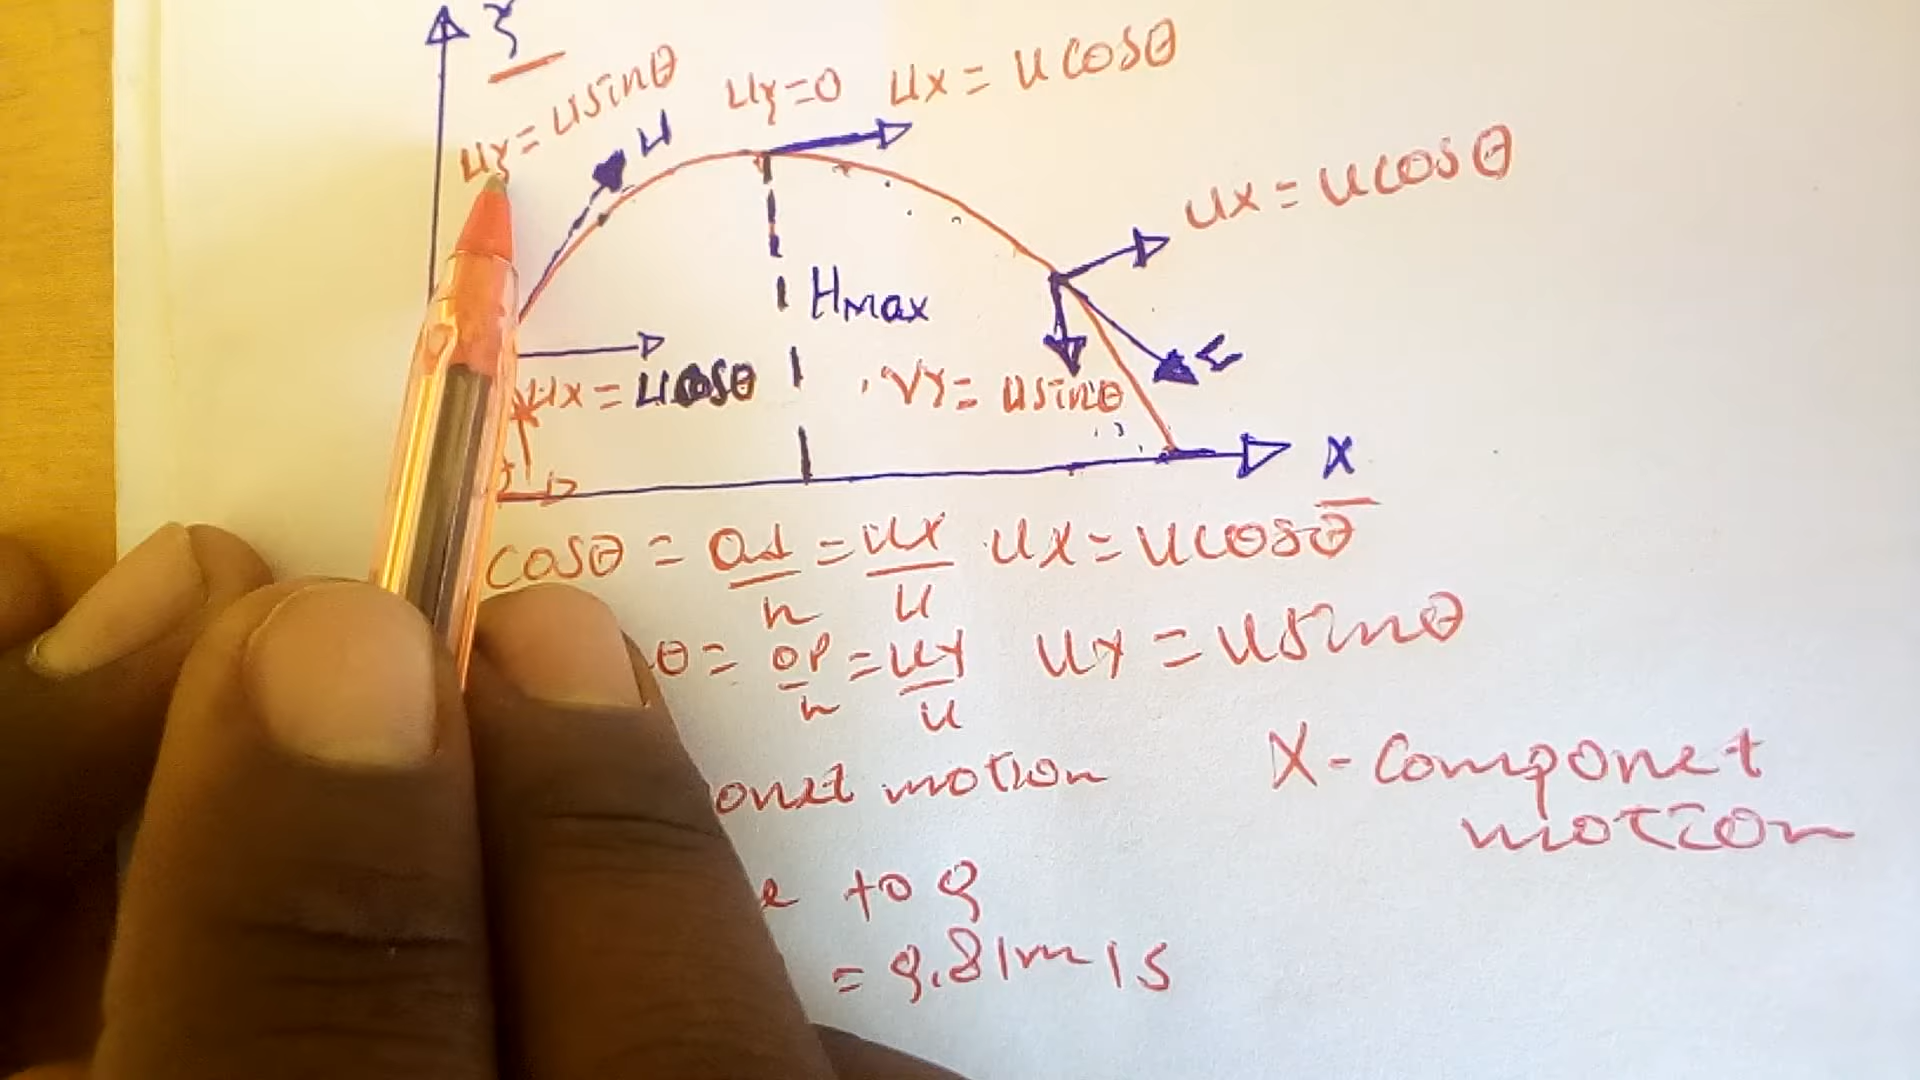 Y
uy = usinθ
uy=0
ux = ucosθ
u
ux = ucosθ
Hmax
ux = ucosθ
Vy = usinθ
X
cosθ = ad/h = ux/u ux = ucosθ
θ = op/h = uy/u uy = usinθ
onet motion
X-componet
motion
e to g
= 9.81m/s